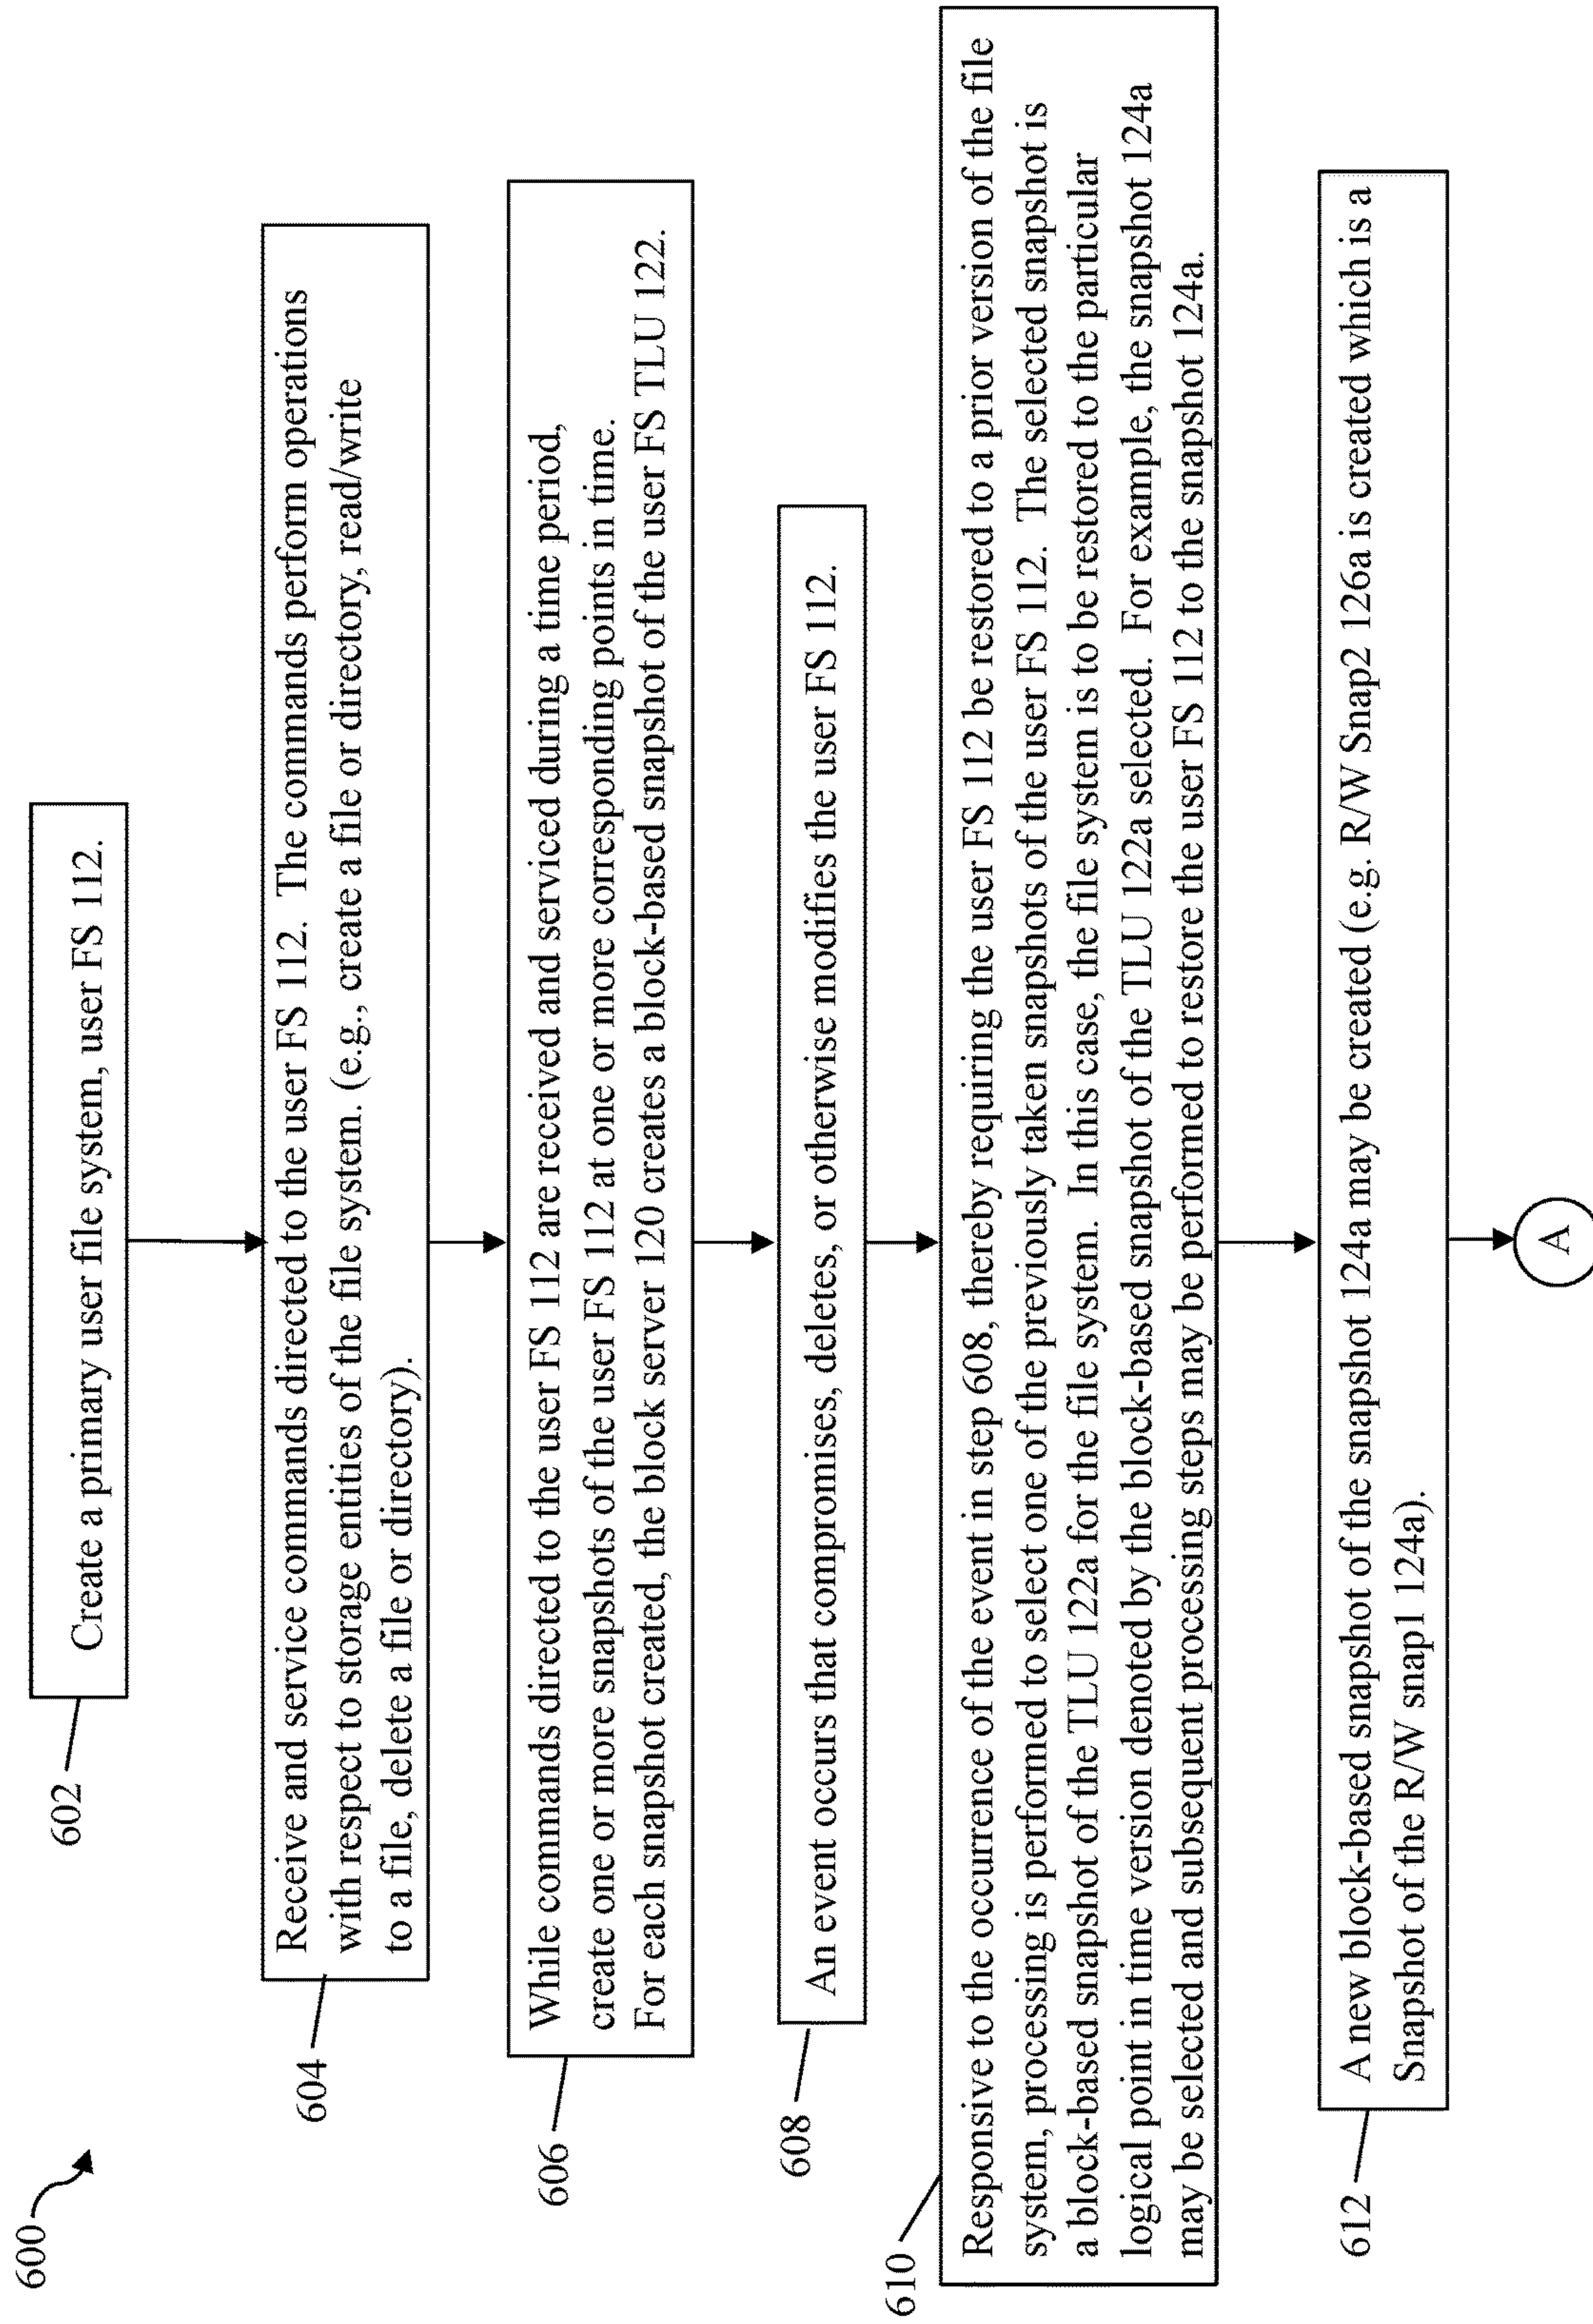 600
602
Create a primary user file system, user FS 112.
604
Receive and service commands directed to the user FS 112. The commands perform operations
with respect to storage entities of the file system. (e.g., create a file or directory, read/write
to a file, delete a file or directory).
606
While commands directed to the user FS 112 are received and serviced during a time period,
create one or more snapshots of the user FS 112 at one or more corresponding points in time.
For each snapshot created, the block server 120 creates a block-based snapshot of the user FS TLU 122.
608
An event occurs that compromises, deletes, or otherwise modifies the user FS 112.
610
Responsive to the occurrence of the event in step 608, thereby requiring the user FS 112 be restored to a prior version of the file
system, processing is performed to select one of the previously taken snapshots of the user FS 112. The selected snapshot is
a block-based snapshot of the TLU 122a for the file system. In this case, the file system is to be restored to the particular
logical point in time version denoted by the block-based snapshot of the TLU 122a selected. For example, the snapshot 124a
may be selected and subsequent processing steps may be performed to restore the user FS 112 to the snapshot 124a.
612
A new block-based snapshot of the snapshot 124a may be created (e.g. R/W Snap2 126a is created which is a
Snapshot of the R/W snap1 124a).
A